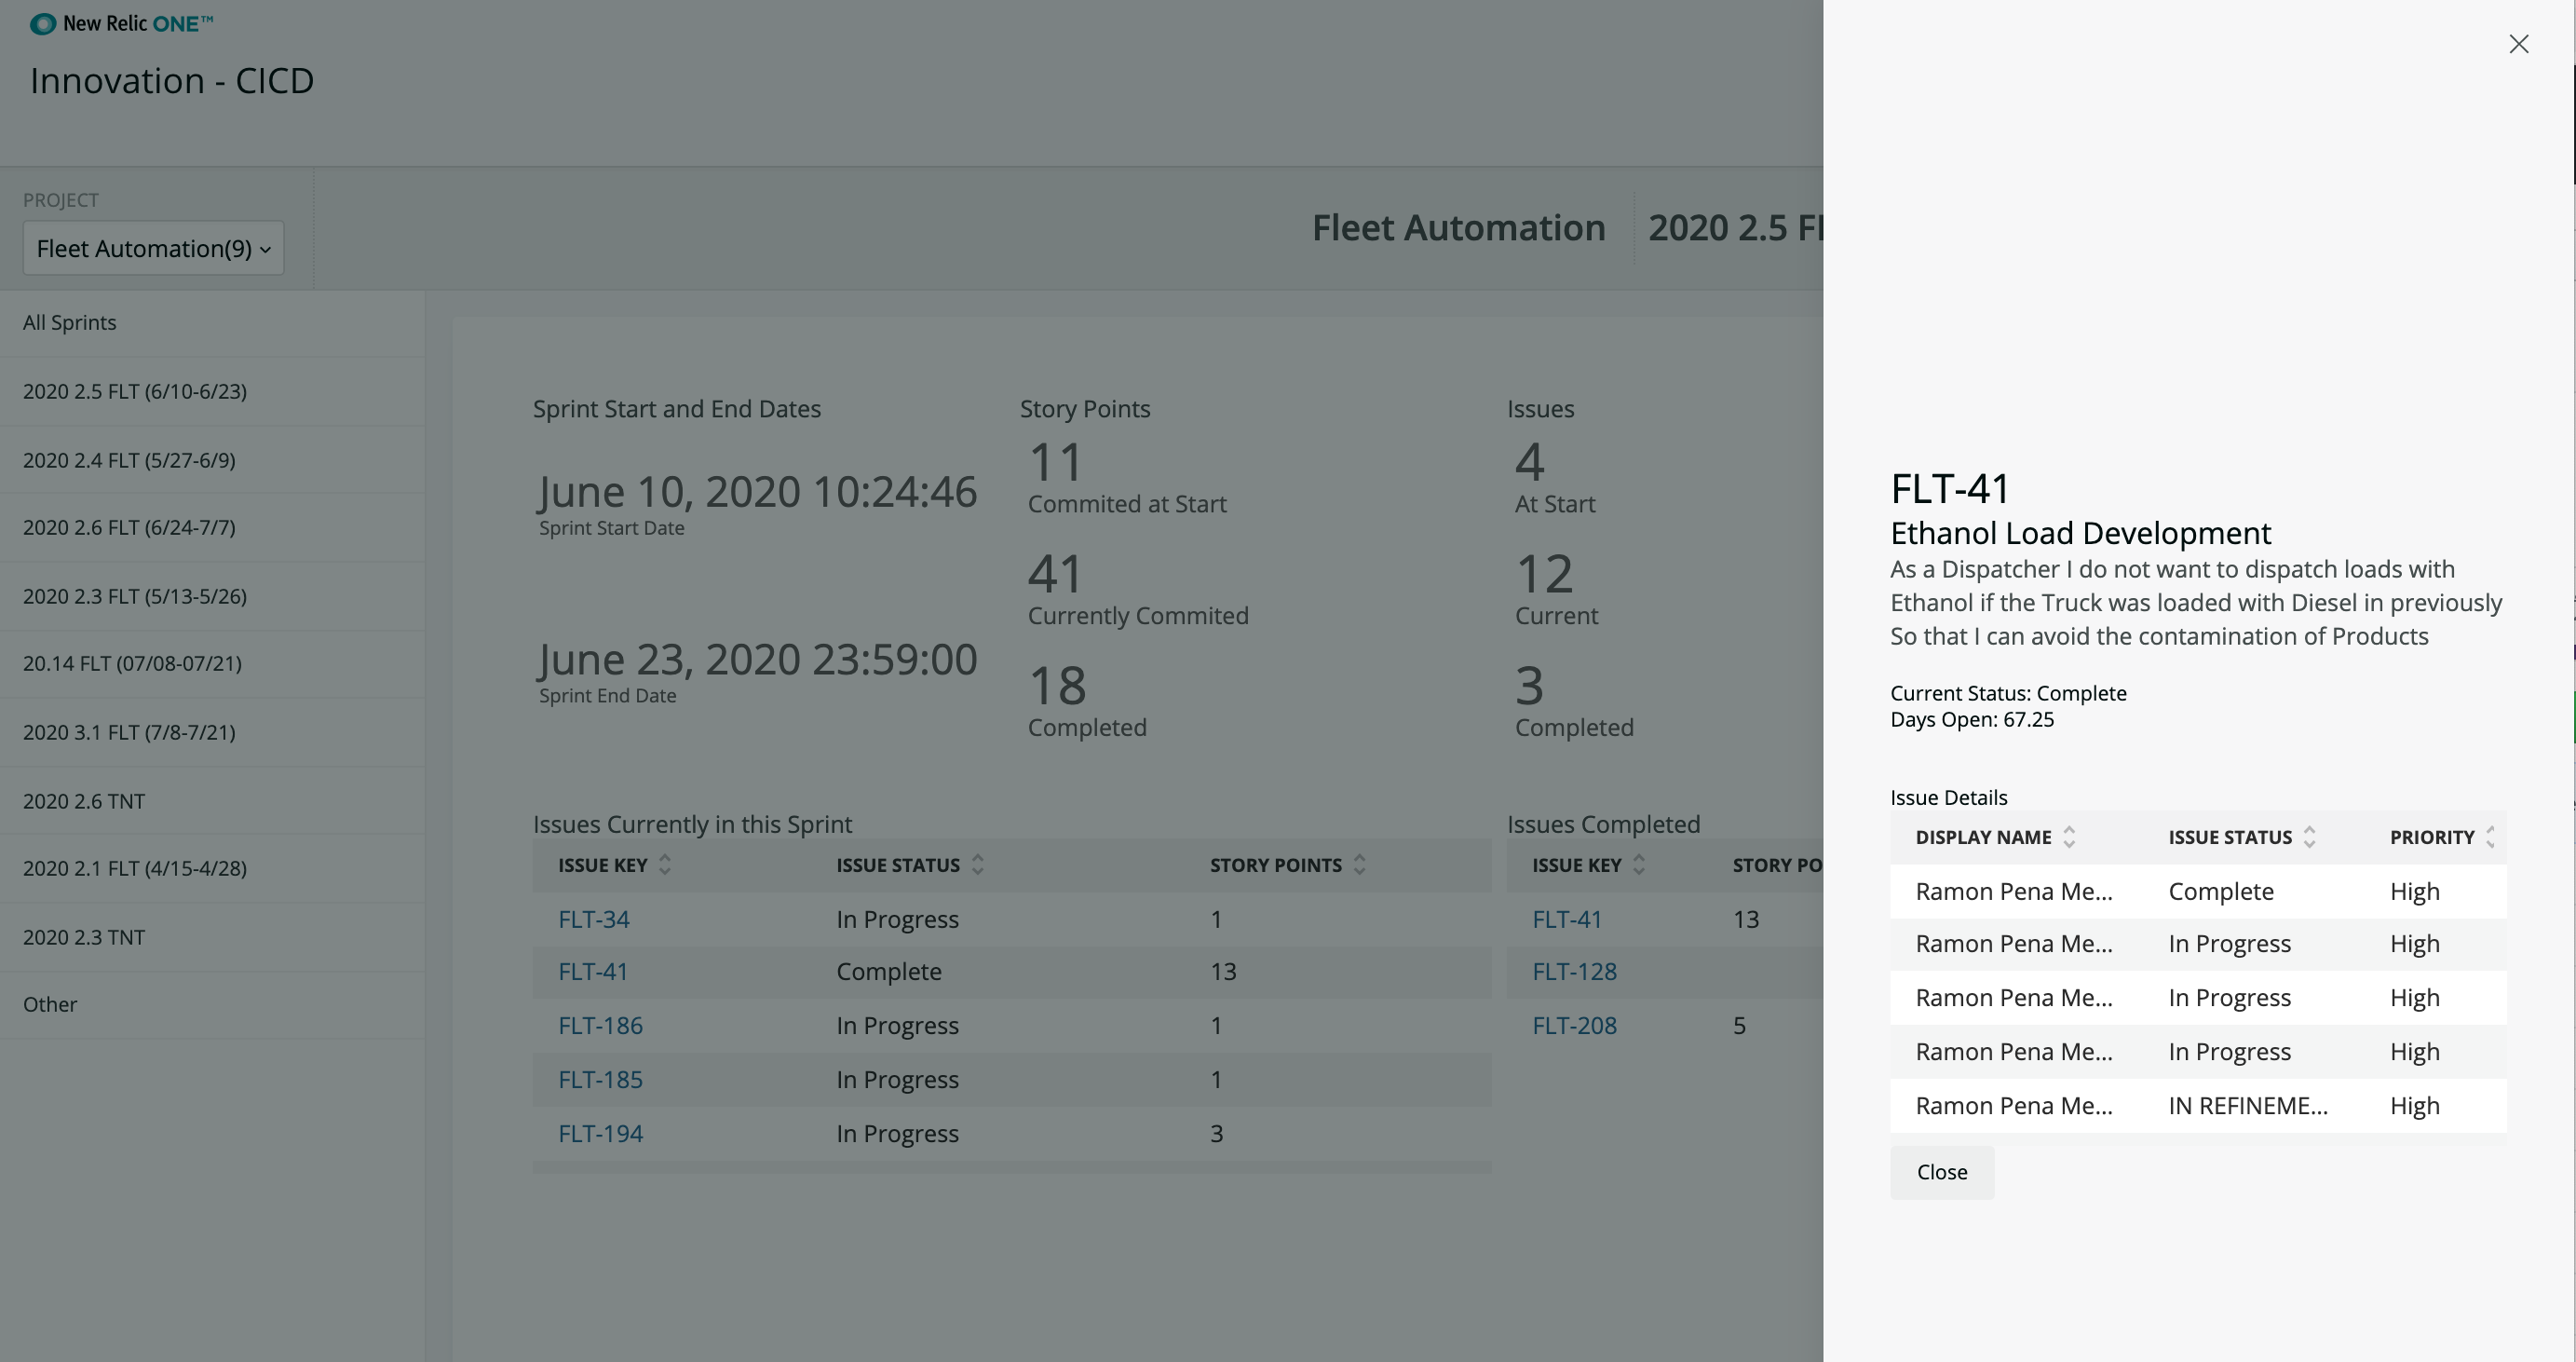 New Relic ONE™
Innovation - CICD
PROJECT
Fleet Automation(9)
Fleet Automation
2020 2.5
All Sprints
2020 2.5 FLT (6/10-6/23)
2020 2.4 FLT (5/27-6/9)
2020 2.6 FLT (6/24-7/7)
2020 2.3 FLT (5/13-5/26)
20.14 FLT (07/08-07/21)
2020 3.1 FLT (7/8-7/21)
2020 2.6 TNT
2020 2.1 FLT (4/15-4/28)
2020 2.3 TNT
Other
Sprint Start and End Dates
June 10, 2020 10:24:46
Sprint Start Date
June 23, 2020 23:59:00
Sprint End Date
Story Points
11
Commited at Start
41
Currently Commited
18
Completed
Issues
4
At Start
12
Current
3
Completed
Issues Currently in this Sprint
ISSUE KEY ISSUE STATUS STORY POINTS
FLT-34 In Progress 1
FLT-41 Complete 13
FLT-186 In Progress 1
FLT-185 In Progress 1
FLT-194 In Progress 3
Issues Completed
ISSUE KEY STORY PO
FLT-41 13
FLT-128
FLT-208 5
FLT-41
Ethanol Load Development
As a Dispatcher I do not want to dispatch loads with
Ethanol if the Truck was loaded with Diesel in previously
So that I can avoid the contamination of Products
Current Status: Complete
Days Open: 67.25
Issue Details
DISPLAY NAME ISSUE STATUS PRIORITY
Ramon Pena Me... Complete High
Ramon Pena Me... In Progress High
Ramon Pena Me... In Progress High
Ramon Pena Me... In Progress High
Ramon Pena Me... IN REFINEME... High
Close